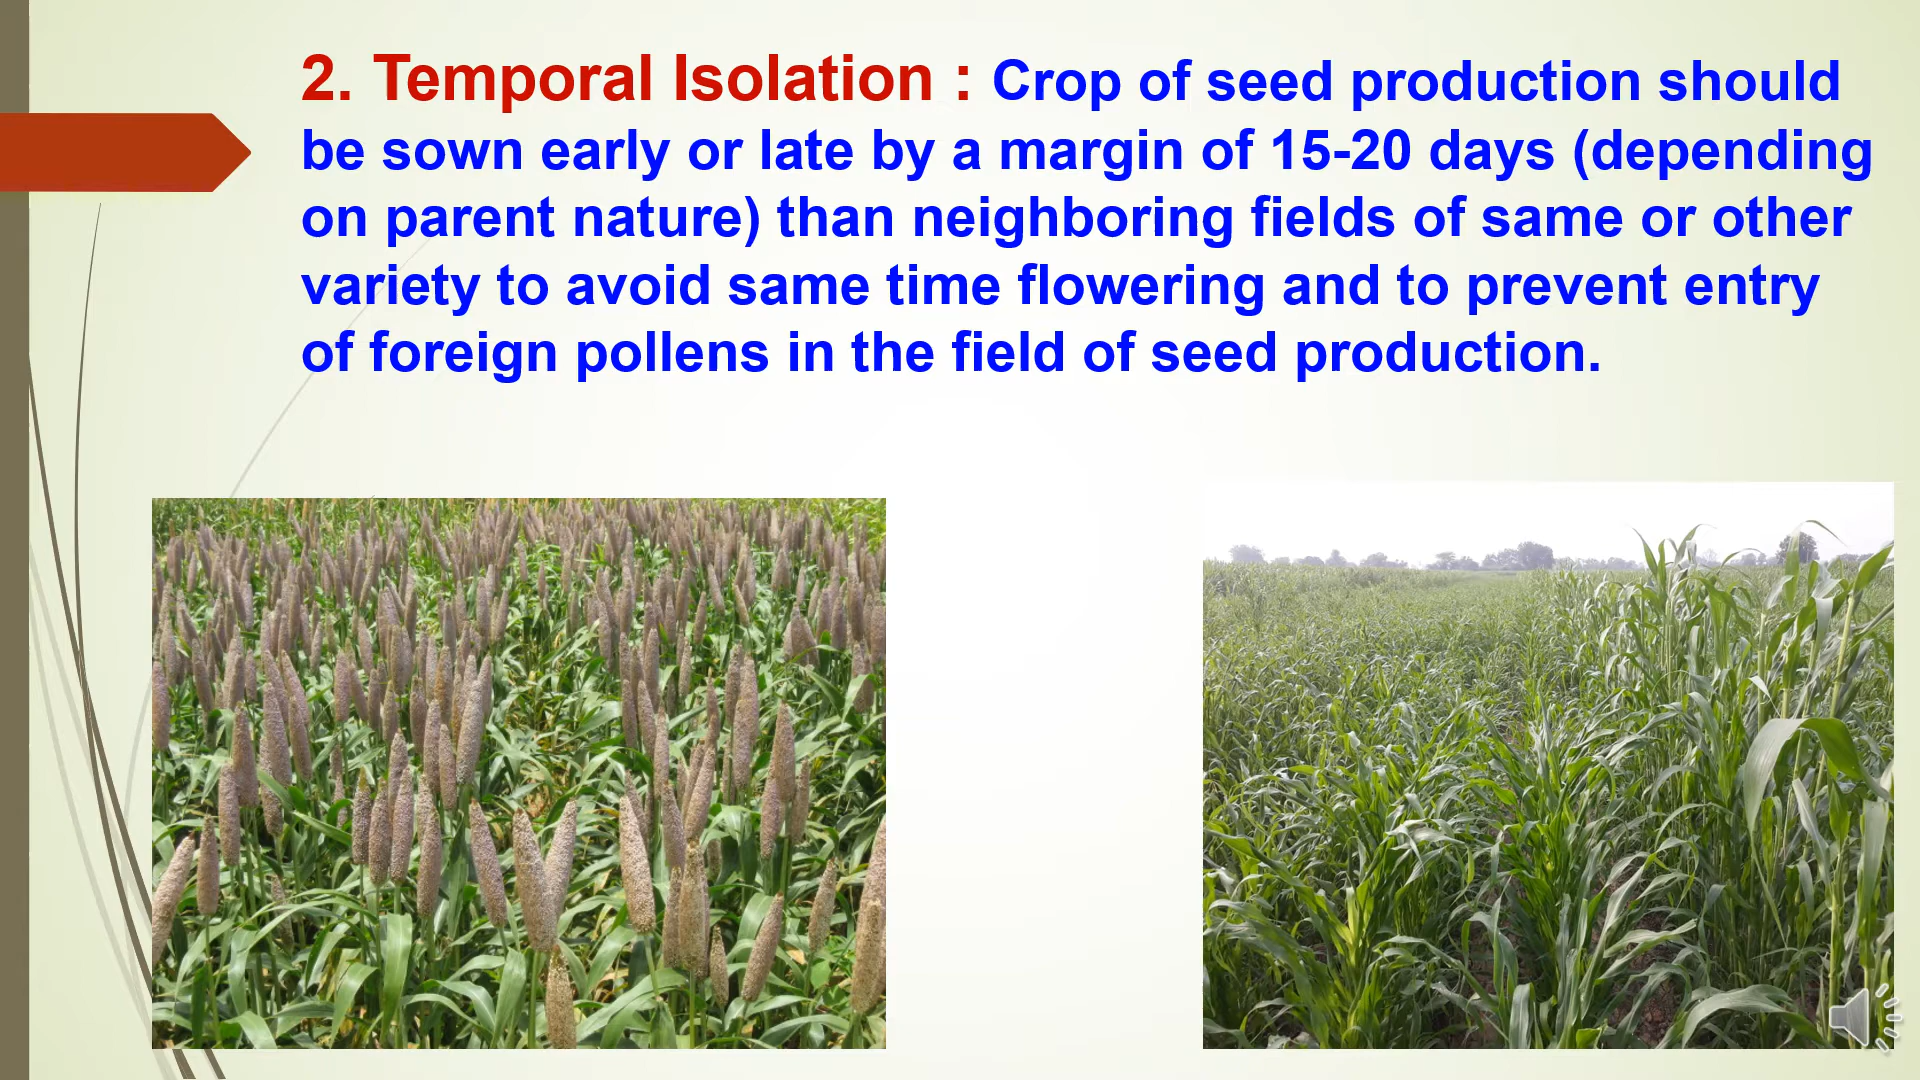 2. Temporal Isolation : Crop of seed production should
be sown early or late by a margin of 15-20 days (depending
on parent nature) than neighboring fields of same or other
variety to avoid same time flowering and to prevent entry
of foreign pollens in the field of seed production.